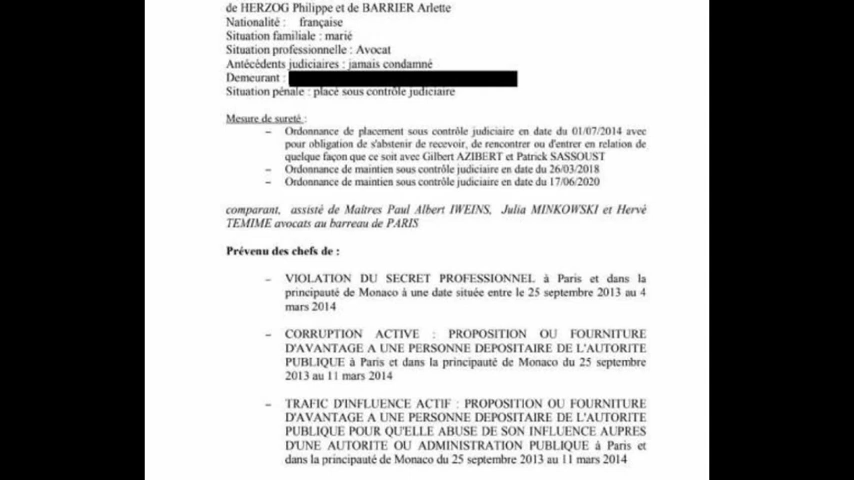 de HERZOG Philippe et de BARRIER Arlette
Nationalité : française
Situation familiale : marié
Situation professionnelle : Avocat
Antécédents judiciaires : jamais condamné
Demeurant :
Situation pénale : placé sous contrôle judiciaire
Mesure de sureté :
– Ordonnance de placement sous contrôle judiciaire en date du 01/07/2014 avec
pour obligation de s'abstenir de recevoir, de rencontrer ou d'entrer en relation de
quelque façon que ce soit avec Gilbert AZIBERT et Patrick SASSOUST
– Ordonnance de maintien sous contrôle judiciaire en date du 26/03/2018
– Ordonnance de maintien sous contrôle judiciaire en date du 17/06/2020
comparant, assisté de Maîtres Paul Albert IWEINS, Julia MINKOWSKI et Hervé
TEMIME avocats au barreau de PARIS
Prévenu des chefs de :
– VIOLATION DU SECRET PROFESSIONNEL à Paris et dans la
principauté de Monaco à une date située entre le 25 septembre 2013 au 4
mars 2014
– CORRUPTION ACTIVE : PROPOSITION OU FOURNITURE
D'AVANTAGE A UNE PERSONNE DEPOSITAIRE DE L'AUTORITE
PUBLIQUE à Paris et dans la principauté de Monaco du 25 septembre
2013 au 11 mars 2014
– TRAFIC D'INFLUENCE ACTIF : PROPOSITION OU FOURNITURE
D'AVANTAGE A UNE PERSONNE DEPOSITAIRE DE L'AUTORITE
PUBLIQUE POUR QU'ELLE ABUSE DE SON INFLUENCE AUPRES
D'UNE AUTORITE OU ADMINISTRATION PUBLIQUE à Paris et
dans la principauté de Monaco du 25 septembre 2013 au 11 mars 2014